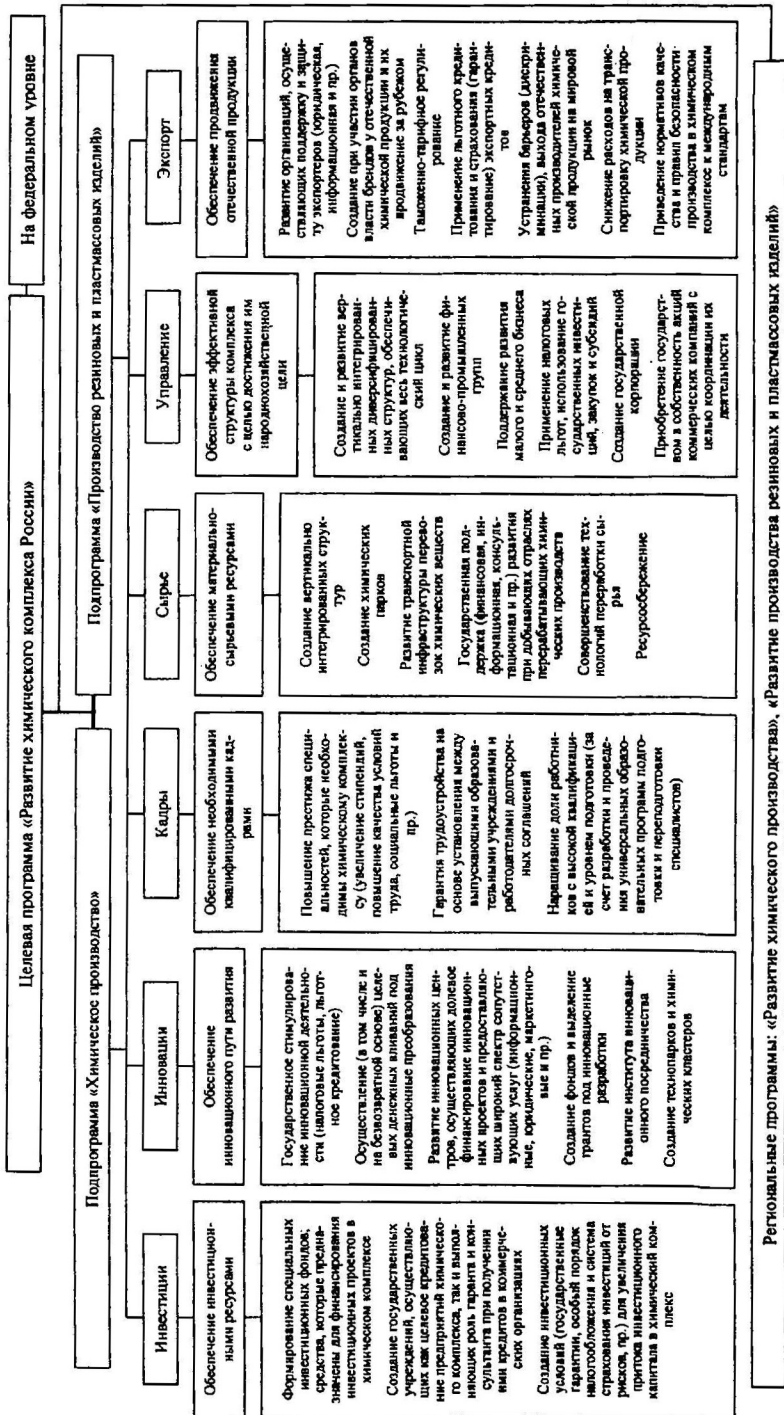 Целевая программа «Развитие химического комплекса России»
На федеральном уровне
Подпрограмма «Химическое производство»
Подпрограмма «Производство резиновых и пластмассовых изделий»
Инвестиции
Обеспечение инвестицион-
ными ресурсами
Формирование специальных
инвестиционных фондов;
средства, которые предна-
значены для финансирования
инвестиционных проектов в
химическом комплексе
Создание государственных
учреждений, осуществляю-
щих как целевое кредитова-
ние предприятий химическо-
го комплекса, так и выпол-
няющих роль гаранта и кон-
сультанта при получении
ими кредитов в коммерче-
ских организациях
Создание инвестиционных
условий (государственные
гарантии, особый порядок
налогообложения и система
страхования инвестиций от
рисков, пр.) для увеличения
притока инвестиционного
капитала в химический ком-
плекс
Инновации
Обеспечение
инновационного пути развития
Государственное стимулирова-
ние инновационной деятельно-
сти (налоговые льготы, льгот-
ное кредитование)
Осуществление (в том числе и
на безвозвратной основе) целе-
вых денежных вливаний под
инновационные преобразования
Развитие инновационных цен-
тров, осуществляющих долевое
финансирование инновацион-
ных проектов и предоставляю-
щих широкий спектр сопутст-
вующих услуг (информацион-
ные, юридические, маркетинго-
вые и пр.)
Создание фондов и выделение
грантов под инновационные
разработки
Развитие института инноваци-
онного посредничества
Создание технопарков и хими-
ческих кластеров
Кадры
Обеспечение необходимыми
квалифицированными кад-
рами
Повышение престижа специ-
альностей, которые необхо-
димы химическому комплек-
су (увеличение стипендий,
повышение качества условий
труда, социальные льготы и
пр.)
Гарантия трудоустройства на
основе установления между
выпускающими образова-
тельными учреждениями и
работодателями долгосроч-
ных соглашений
Наращивание доли работни-
ков с высокой квалификаци-
ей и уровнем подготовки (за
счет разработки и проведе-
ния универсальных образо-
вательных программ подго-
товки и переподготовки
специалистов)
Сырье
Обеспечение материально-
сырьевыми ресурсами
Создание вертикально
интегрированных струк-
тур
Создание химических
парков
Развитие транспортной
инфраструктуры перево-
зок химических веществ
Государственная под-
держка (финансовая, ин-
формационная, консуль-
тационная и пр.) развития
при добывающих отраслях
перерабатывающих хими-
ческих производств
Совершенствование тех-
нологий переработки сы-
рья
Ресурсосбережение
Управление
Обеспечение эффективной
структуры комплекса
с целью достижения им
народнохозяйственной
цели
Создание и развитие вер-
тикально интегрирован-
ных диверсифицирован-
ных структур, обеспечи-
вающих весь технологиче-
ский цикл
Создание и развитие фи-
нансово-промышленных
групп
Поддержание развития
малого и среднего бизнеса
Применение налоговых
льгот, использование го-
сударственных инвести-
ций, закупок и субсидий
Создание государственной
корпорации
Приобретение государст-
вом в собственность акций
коммерческих компаний с
целью координации их
деятельности
Экспорт
Обеспечение продвижения
отечественной продукции
Развитие организаций, осуще-
ствляющих поддержку и защи-
ту экспортеров (юридическая,
информационная и пр.)
Создание при участии органов
власти брендов у отечественной
химической продукции и их
продвижение за рубежом
Таможенно-тарифное регули-
рование
Применение льготного креди-
тования и страхования (гаран-
тирование) экспортных креди-
тов
Устранения барьеров (дискри-
минации), выхода отечествен-
ных производителей химиче-
ской продукции на мировой
рынок
Снижение расходов на транс-
портировку химической про-
дукции
Приведение нормативов каче-
ства и правил безопасности
производства в химическом
комплексе к международным
стандартам
Региональные программы: «Развитие химического производства», «Развитие производства резиновых и пластмассовых изделий»